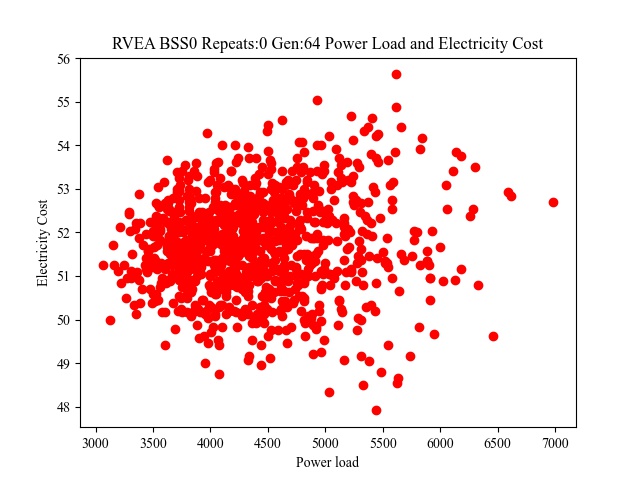 RVEA BSS0 Repeats:0 Gen:64 Power Load and Electricity Cost
56
55
54
53
52
51
50
49
48
Electricity Cost
3000 3500 4000 4500 5000 5500 6000 6500 7000
Power load